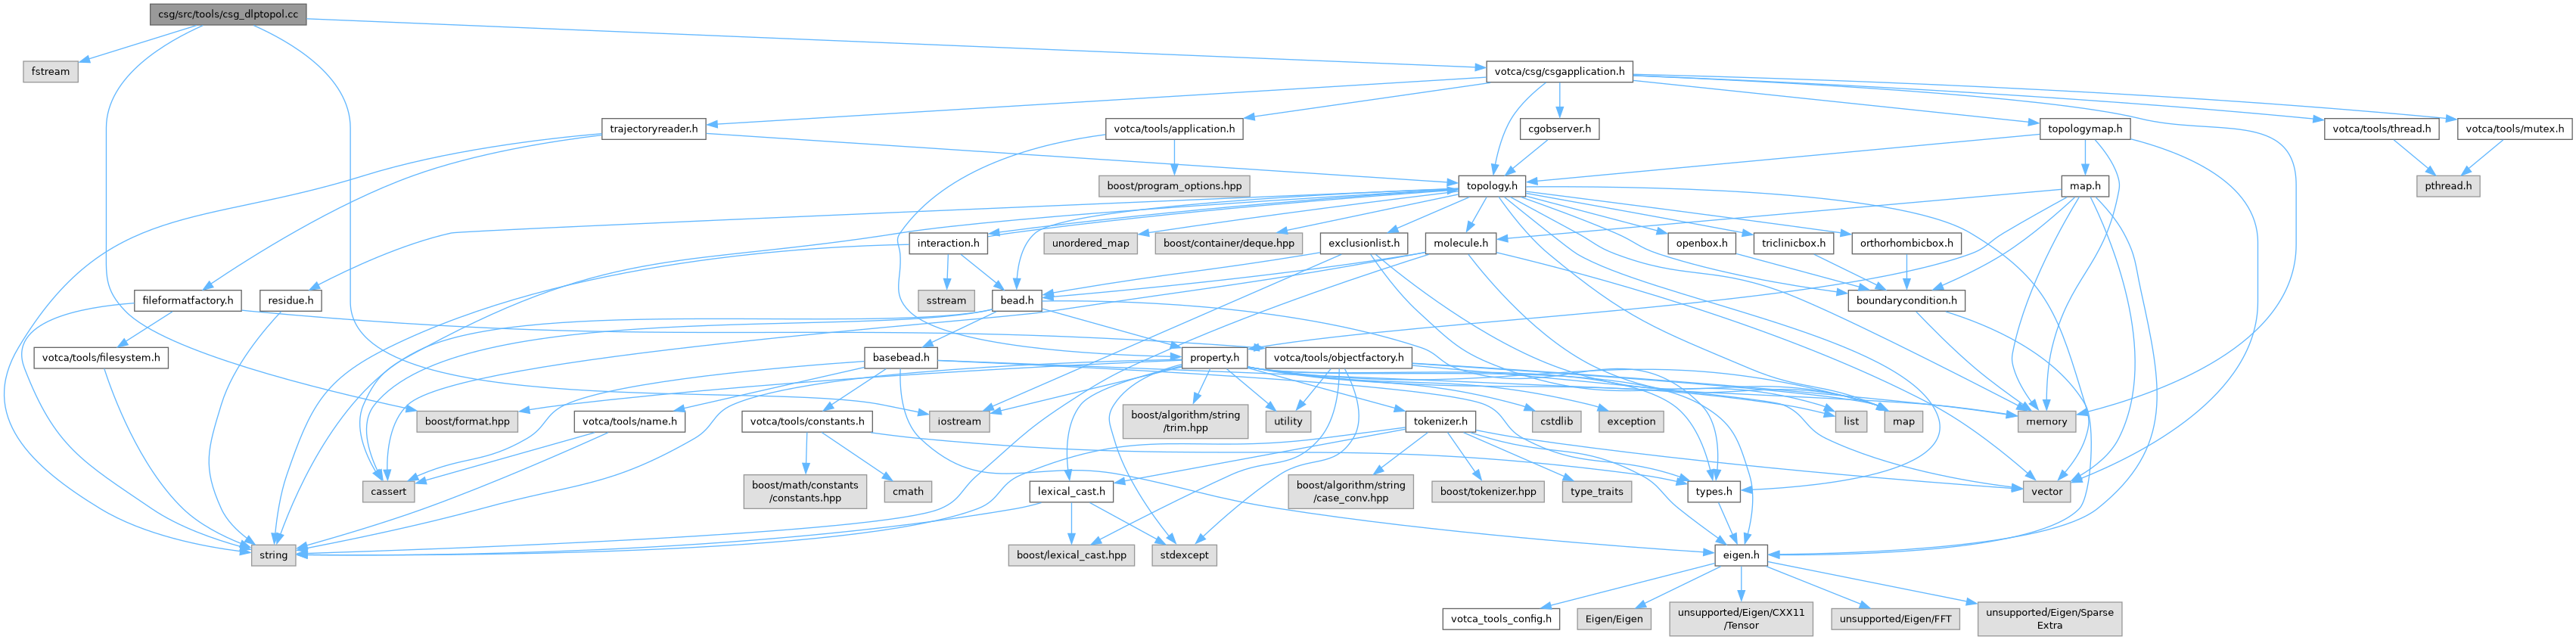 csg/src/tools/csg_dlptopol.cc
fstream
votca/csg/csgapplication.h
trajectoryreader.h
votca/tools/application.h
cgobserver.h
topologymap.h
votca/tools/thread.h
votca/tools/mutex.h
boost/program_options.hpp
topology.h
map.h
pthread.h
interaction.h
unordered_map
boost/container/deque.hpp
exclusionlist.h
molecule.h
openbox.h
triclinicbox.h
orthorhombicbox.h
fileformatfactory.h
residue.h
sstream
bead.h
boundarycondition.h
votca/tools/filesystem.h
basebead.h
property.h
votca/tools/objectfactory.h
boost/format.hpp
votca/tools/name.h
votca/tools/constants.h
iostream
boost/algorithm/string
/trim.hpp
utility
tokenizer.h
cstdlib
exception
list
map
memory
cassert
boost/math/constants
/constants.hpp
cmath
lexical_cast.h
boost/algorithm/string
/case_conv.hpp
boost/tokenizer.hpp
type_traits
types.h
vector
string
boost/lexical_cast.hpp
stdexcept
eigen.h
votca_tools_config.h
Eigen/Eigen
unsupported/Eigen/CXX11
/Tensor
unsupported/Eigen/FFT
unsupported/Eigen/Sparse
Extra